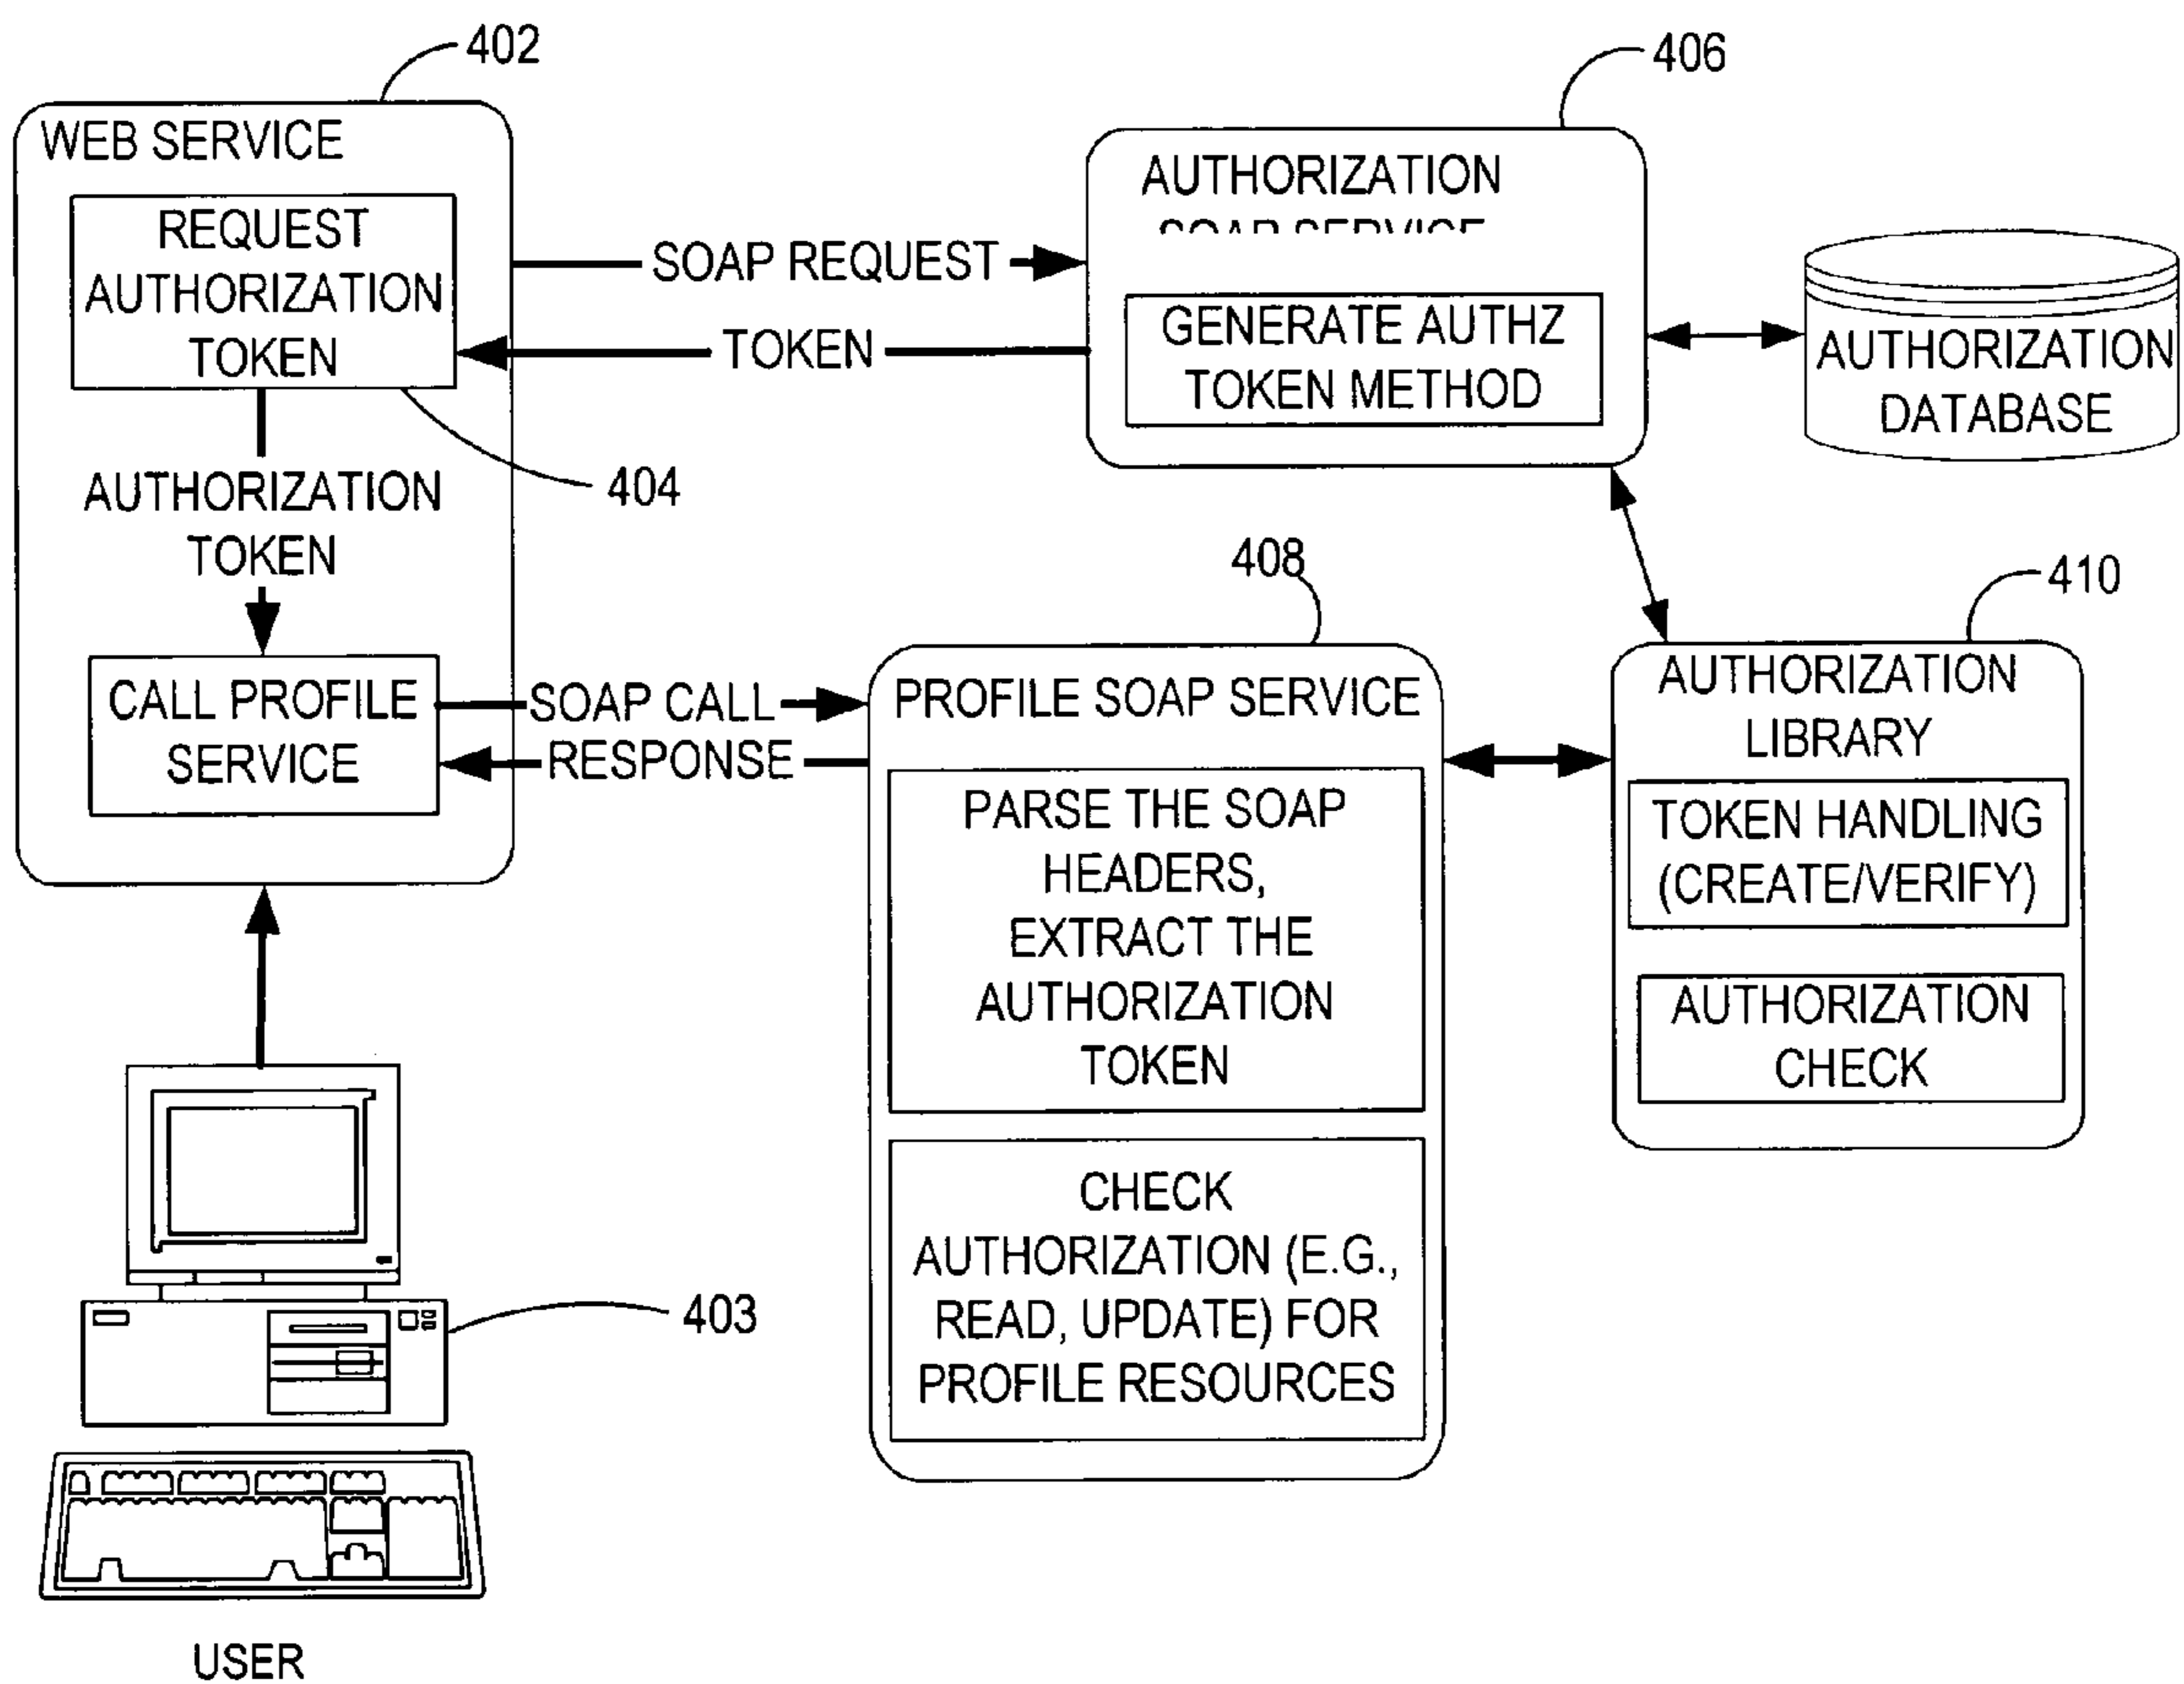 402
WEB SERVICE
REQUEST
AUTHORIZATION
TOKEN
AUTHORIZATION
TOKEN
404
CALL PROFILE
SERVICE
SOAP REQUEST
TOKEN
406
AUTHORIZATION
SOAP SERVICE
GENERATE AUTHZ
TOKEN METHOD
AUTHORIZATION
DATABASE
SOAP CALL
RESPONSE
408
PROFILE SOAP SERVICE
PARSE THE SOAP
HEADERS,
EXTRACT THE
AUTHORIZATION
TOKEN
CHECK
AUTHORIZATION (E.G.,
READ, UPDATE) FOR
PROFILE RESOURCES
410
AUTHORIZATION
LIBRARY
TOKEN HANDLING
(CREATE/VERIFY)
AUTHORIZATION
CHECK
403
USER